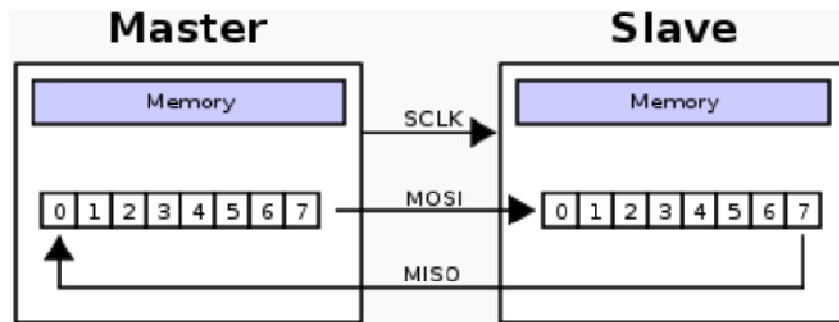 Master Slave
Memory Memory
SCLK
0 1 2 3 4 5 6 7 MOSI 0 1 2 3 4 5 6 7
MISO